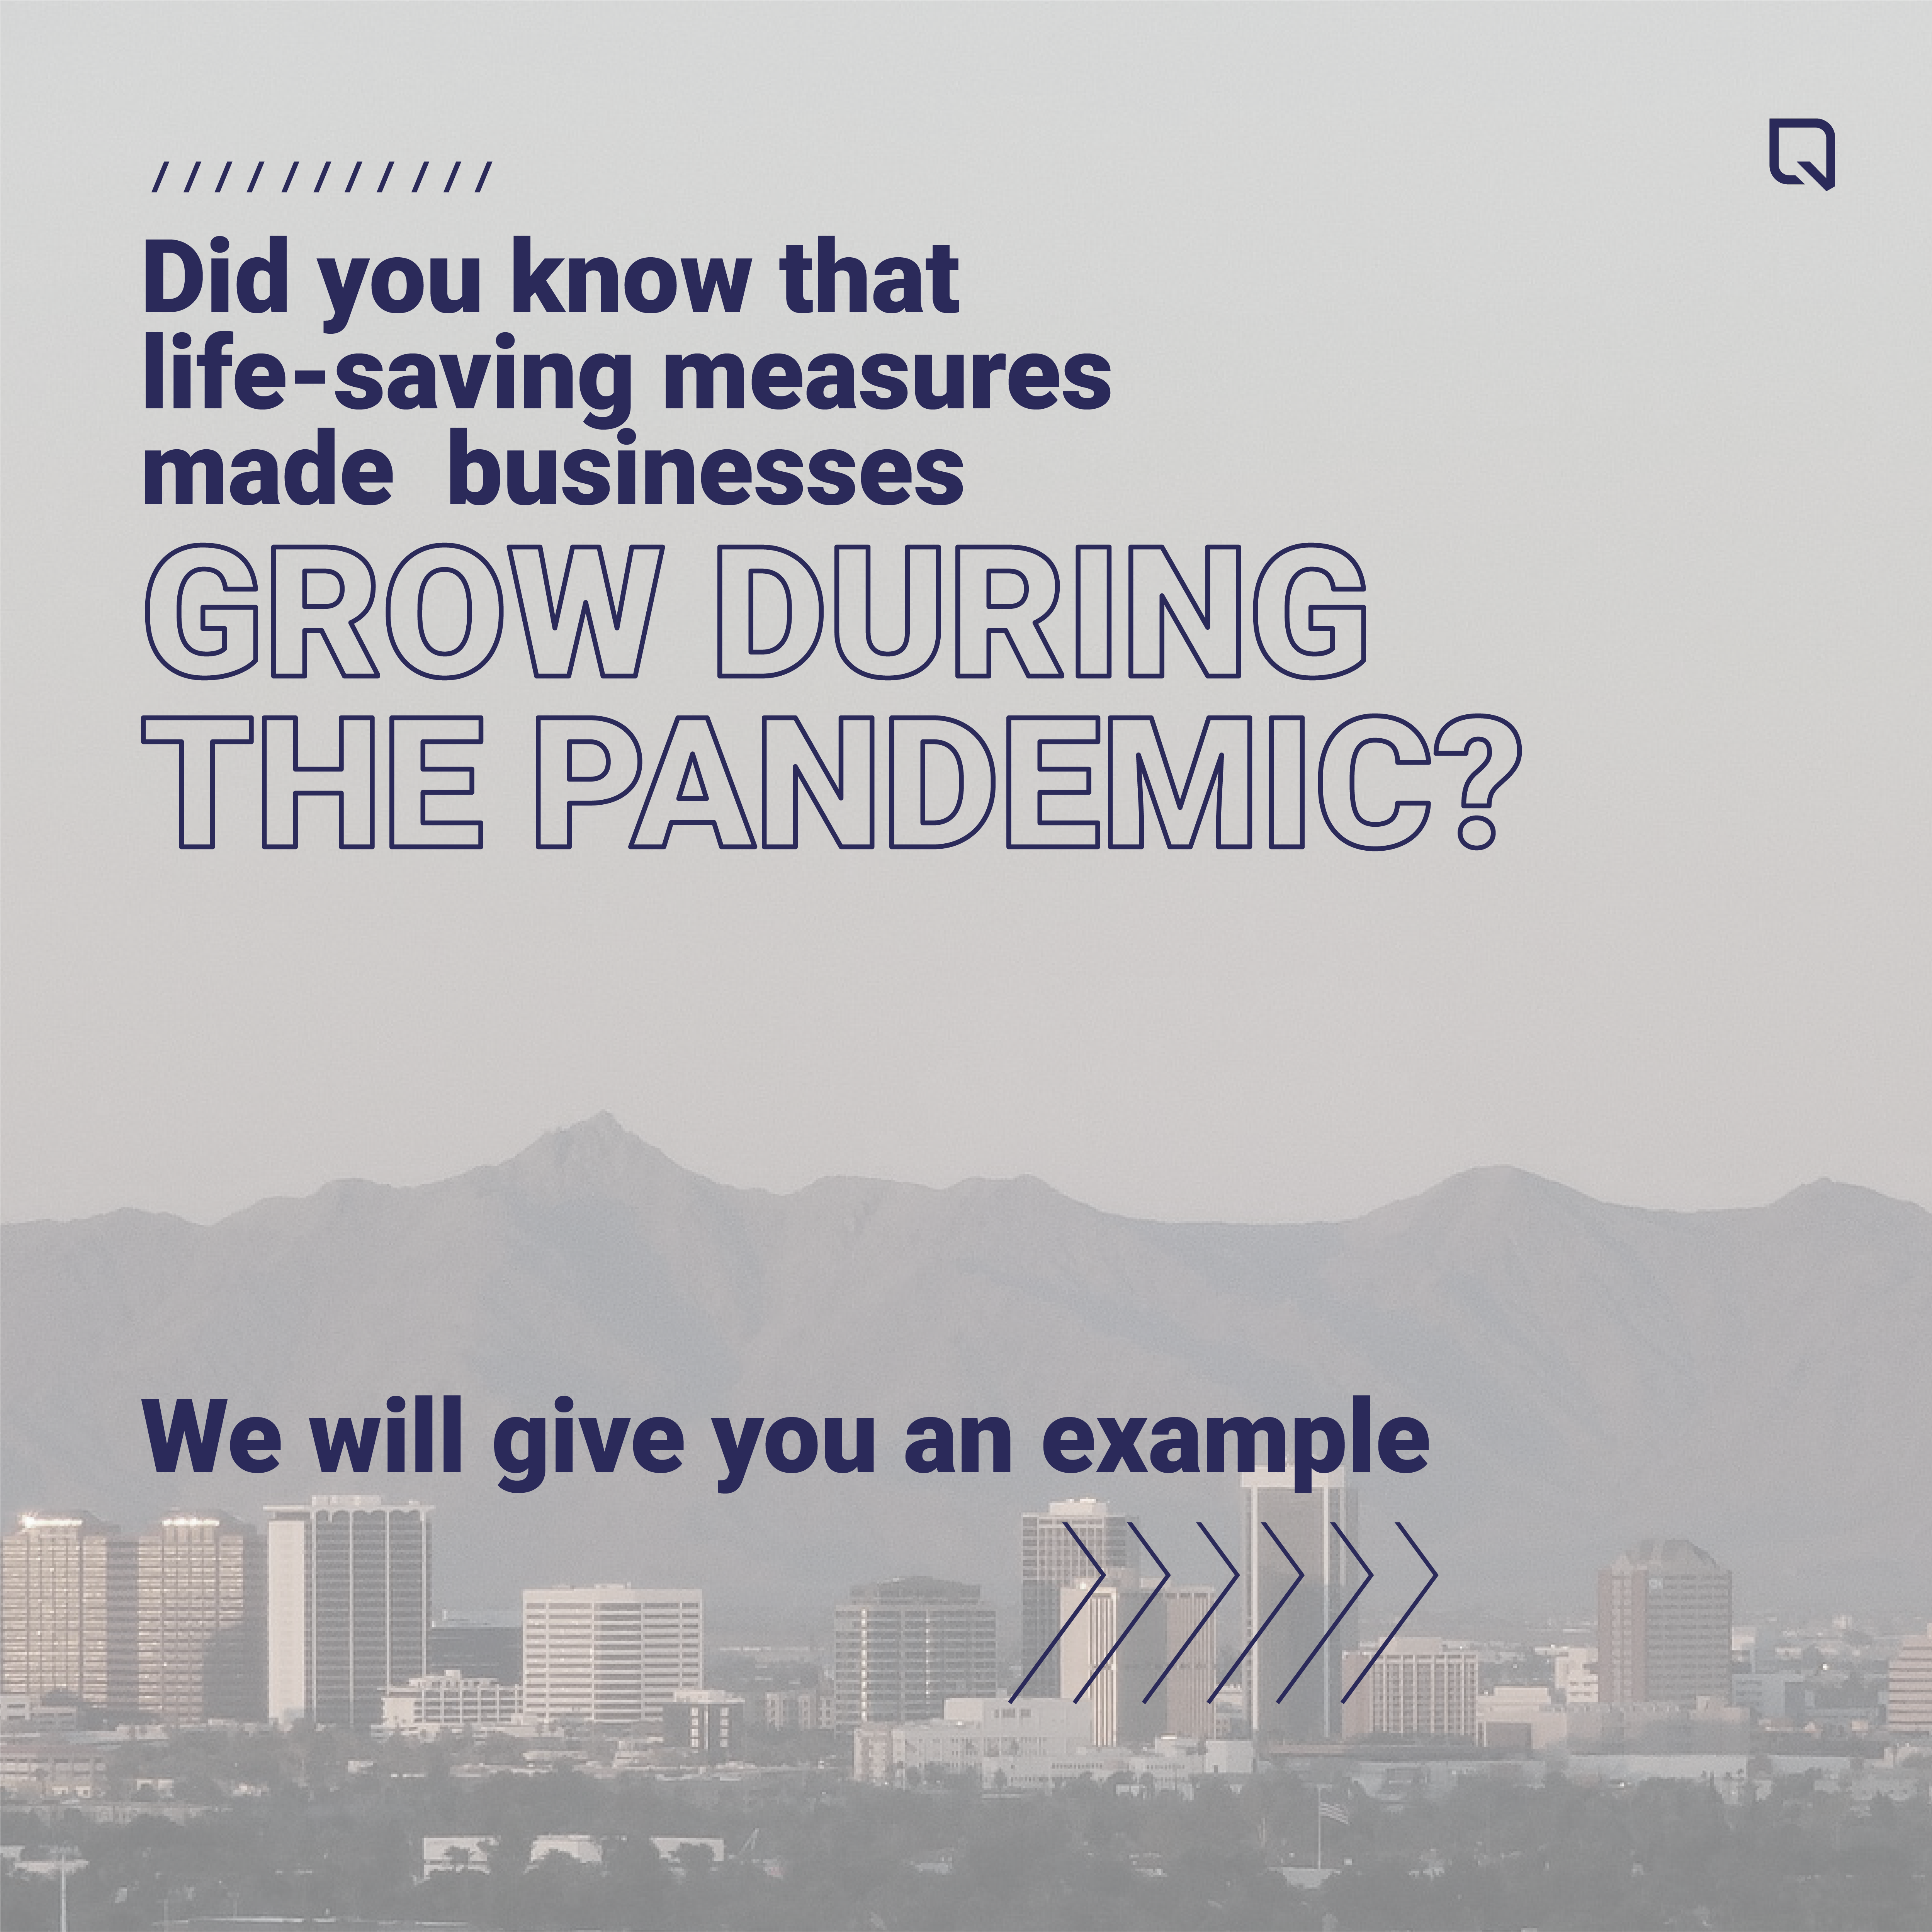 Did you know that
life-saving measures
made  businesses
GROW DURING
THE PANDEMIC?
We will give you an example